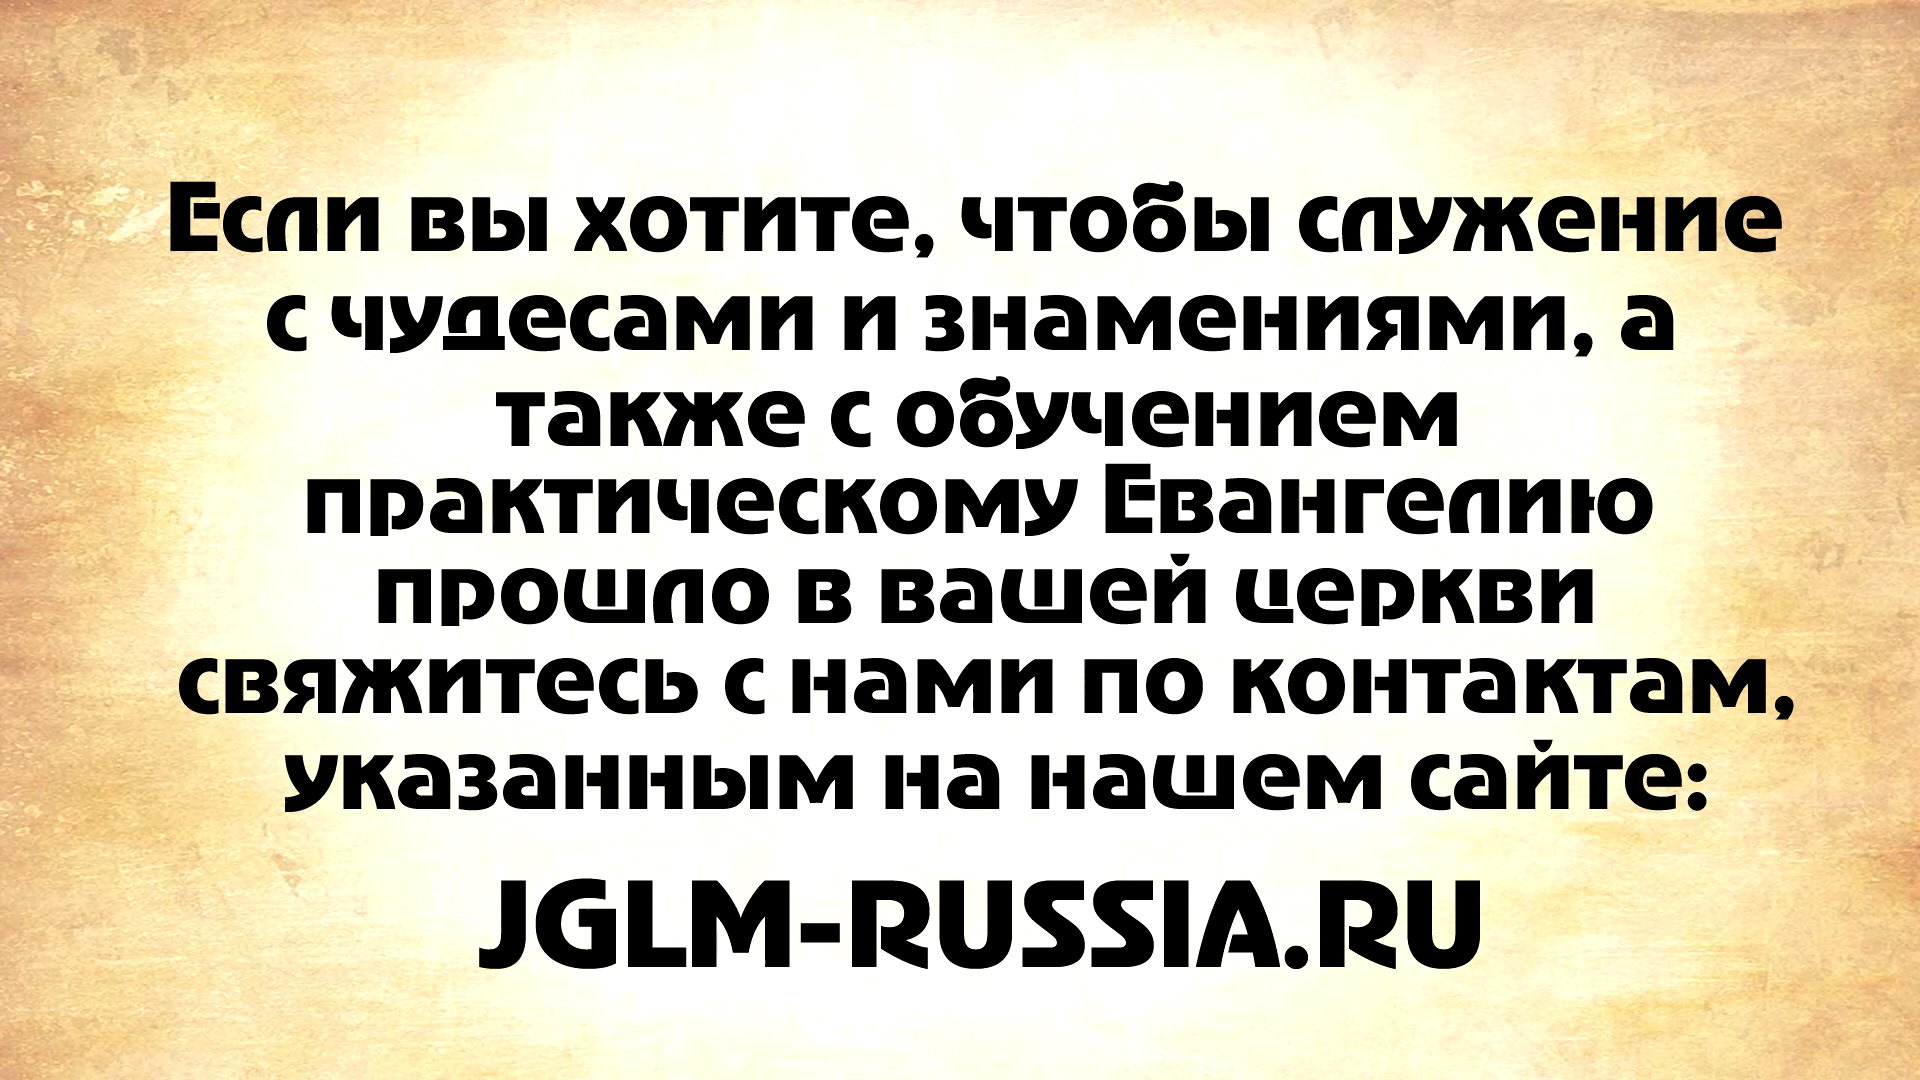 Если вы хотите, чтобы служение
с чудесами и знамениями, а
также с обучением
практическому Евангелию
прошло в вашей церкви
свяжитесь с нами по контактам,
указанным на нашем сайте:
JGLM-RUSSIA.RU